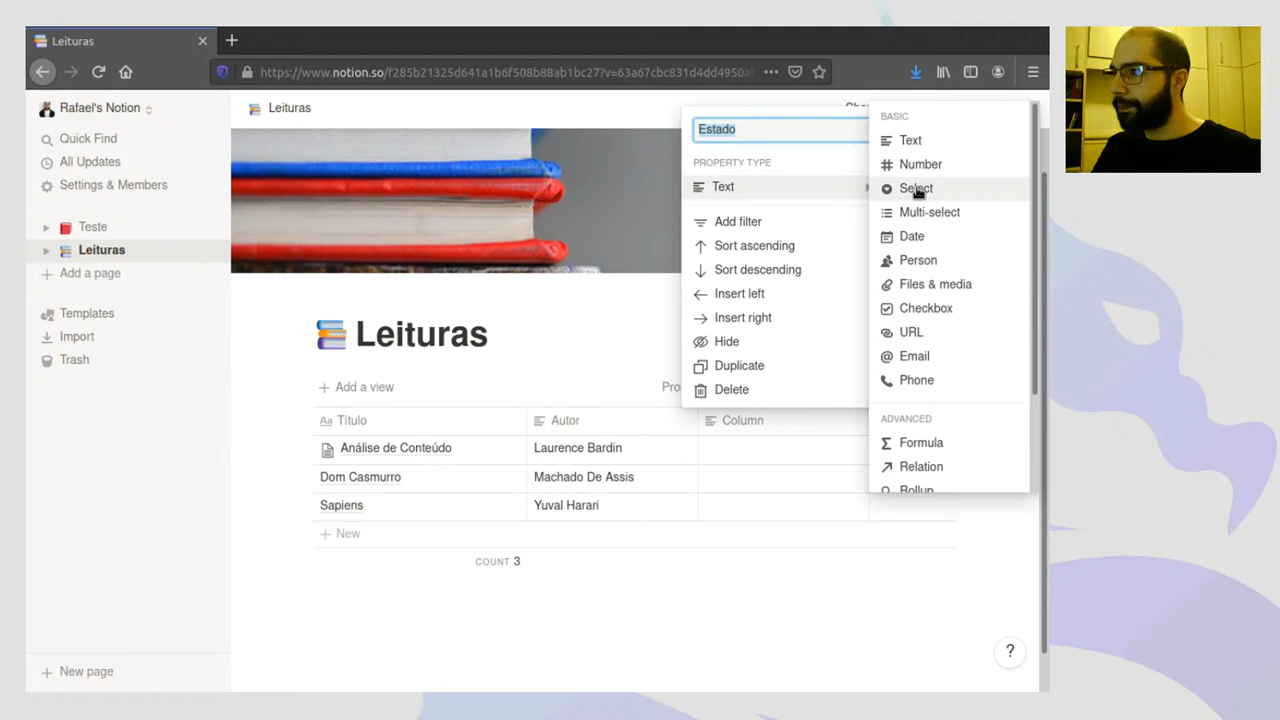 Leituras
https://www.notion.so/f285b21325d641a1b6f508b88ab1bc27?v=63a67cbc831d4dd4950a
Rafael's Notion
Quick Find
All Updates
Settings & Members
Teste
Leituras
Add a page
Templates
Import
Trash
New page
Leituras
Leituras
Add a view
Aa Título
Autor
Column
Análise de Conteúdo
Laurence Bardin
Dom Casmurro
Machado De Assis
Sapiens
Yuval Harari
New
COUNT 3
Estado
PROPERTY TYPE
Text
Add filter
Sort ascending
Sort descending
Insert left
Insert right
Hide
Duplicate
Delete
BASIC
Text
Number
Select
Multi-select
Date
Person
Files & media
Checkbox
URL
Email
Phone
ADVANCED
Formula
Relation
Rollup
?